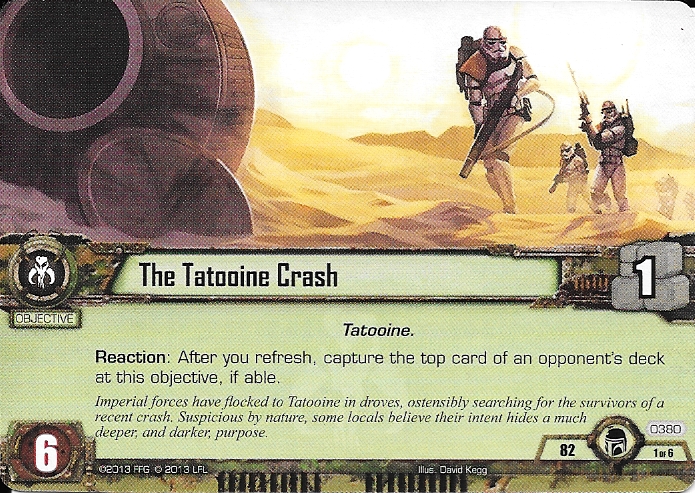 The Tatooine Crash
1
OBJECTIVE
Tatooine.
Reaction: After you refresh, capture the top card of an opponent's deck
at this objective, if able.
Imperial forces have flocked to Tatooine in droves, ostensibly searching for the survivors of a
recent crash. Suspicious by nature, some locals believe their intent hides a much
deeper, and darker, purpose.
6
0380
82
1 of 6
©2013 FFG © 2013 LFL
Illus. David Kegg